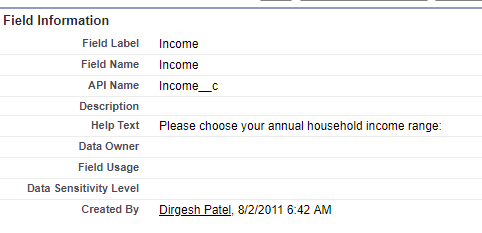 Field Information
Field Label Income
Field Name Income
API Name Income__c
Description
Help Text Please choose your annual household income range:
Data Owner
Field Usage
Data Sensitivity Level
Created By Dirgesh Patel, 8/2/2011 6:42 AM